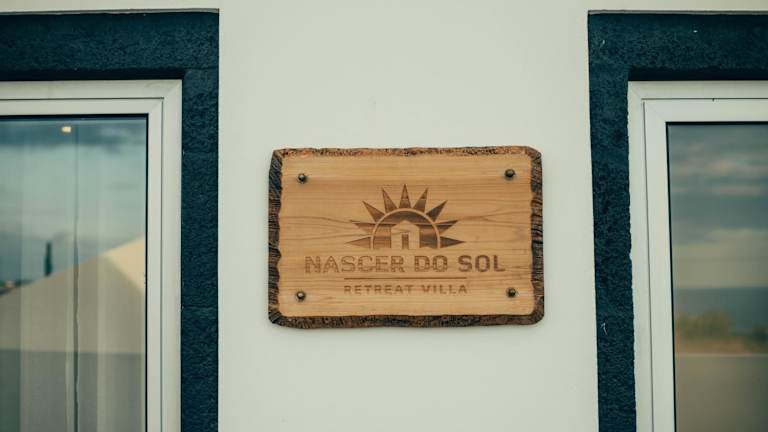 NASCER DO SOL
RETREAT VILLA